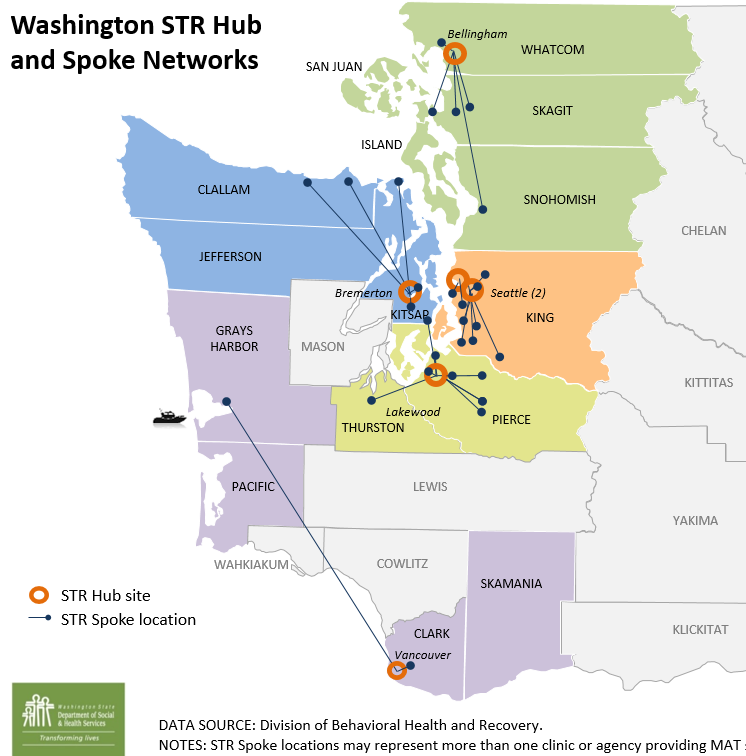 Washington STR Hub
and Spoke Networks
Bellingham
WHATCOM
SAN JUAN
SKAGIT
ISLAND
CLALLAM
SNOHOMISH
CHELAN
JEFFERSON
Bremerton
Seattle (2)
KITSAP
KING
GRAYS
HARBOR
MASON
KITTITAS
Lakewood
PIERCE
THURSTON
LEWIS
PACIFIC
YAKIMA
WAHKIAKUM
COWLITZ
SKAMANIA
STR Hub site
STR Spoke location
KLICKITAT
CLARK
Vancouver
Washington State
Department of Social
& Health Services
Transforming lives
DATA SOURCE: Division of Behavioral Health and Recovery.
NOTES: STR Spoke locations may represent more than one clinic or agency providing MAT